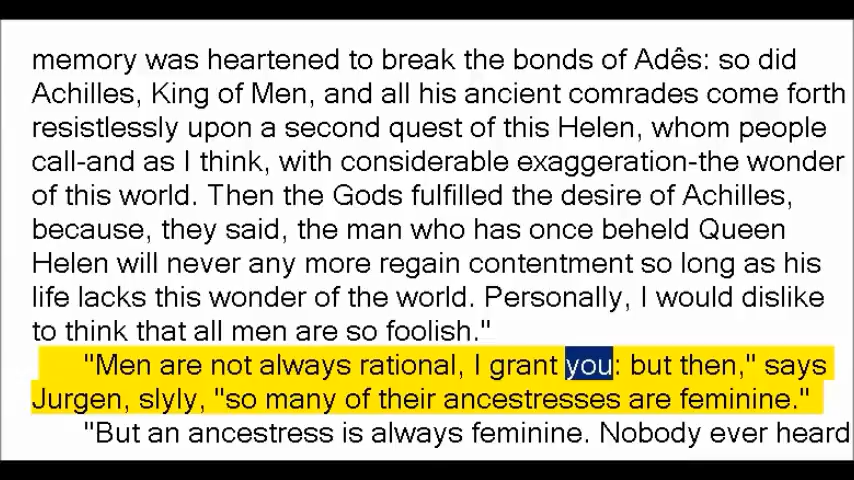 memory was heartened to break the bonds of Adês: so did
Achilles, King of Men, and all his ancient comrades come forth
resistlessly upon a second quest of this Helen, whom people
call-and as I think, with considerable exaggeration-the wonder
of this world. Then the Gods fulfilled the desire of Achilles,
because, they said, the man who has once beheld Queen
Helen will never any more regain contentment so long as his
life lacks this wonder of the world. Personally, I would dislike
to think that all men are so foolish."
"Men are not always rational, I grant you: but then," says
Jurgen, slyly, "so many of their ancestresses are feminine."
"But an ancestress is always feminine. Nobody ever heard